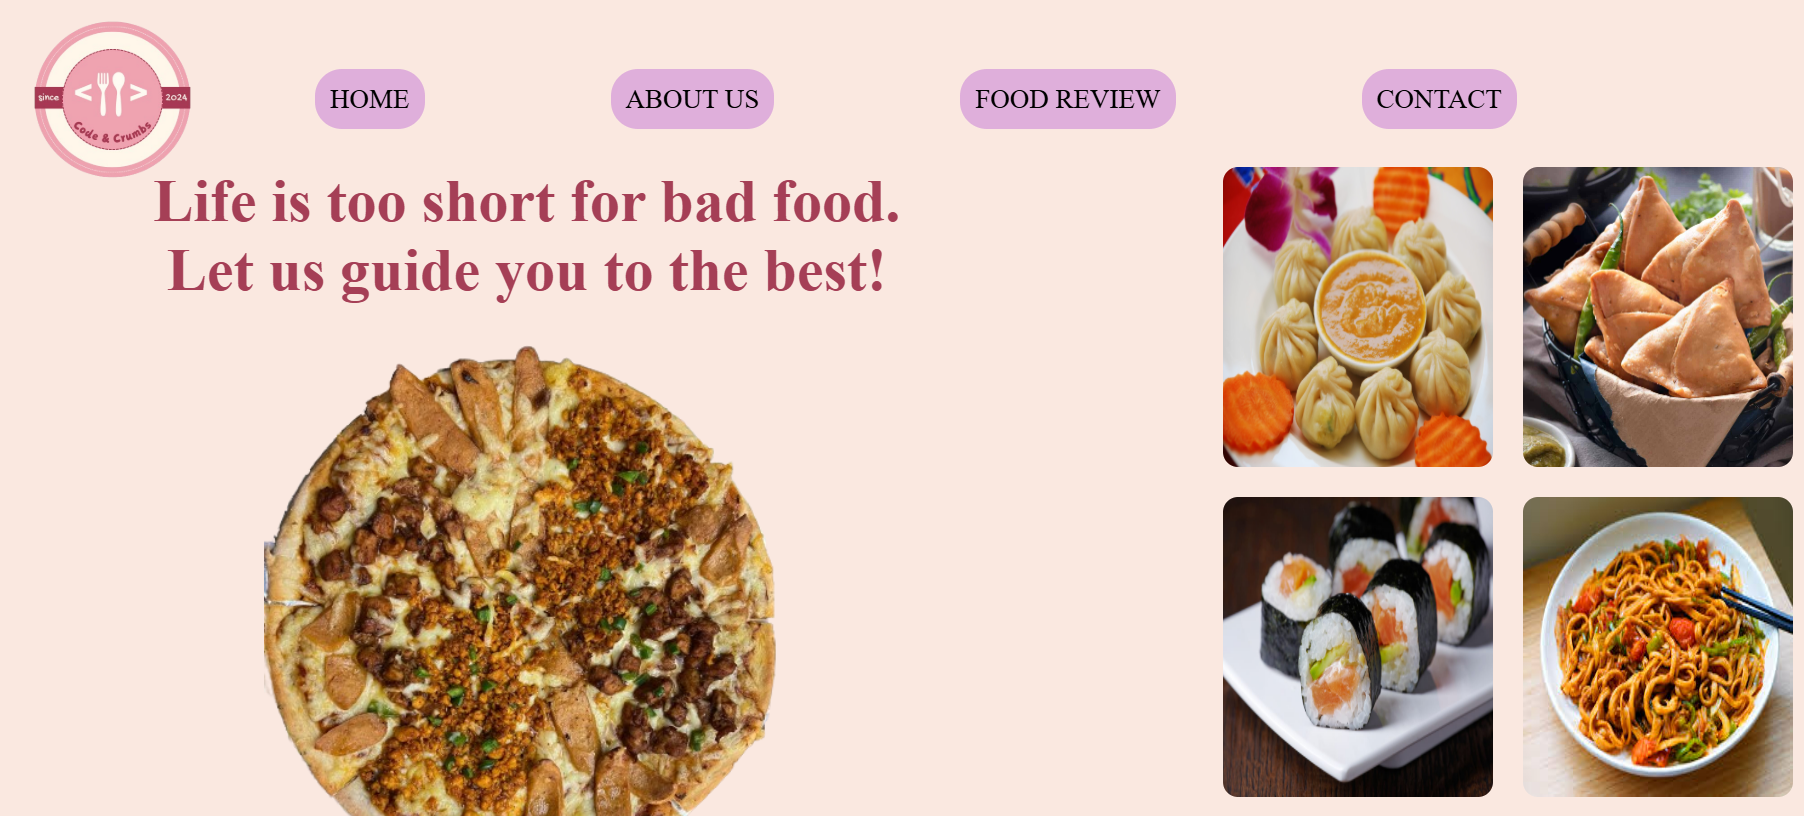 since
2024
< >
Code & Crumbs
HOME
ABOUT US
FOOD REVIEW
CONTACT
Life is too short for bad food.
Let us guide you to the best!